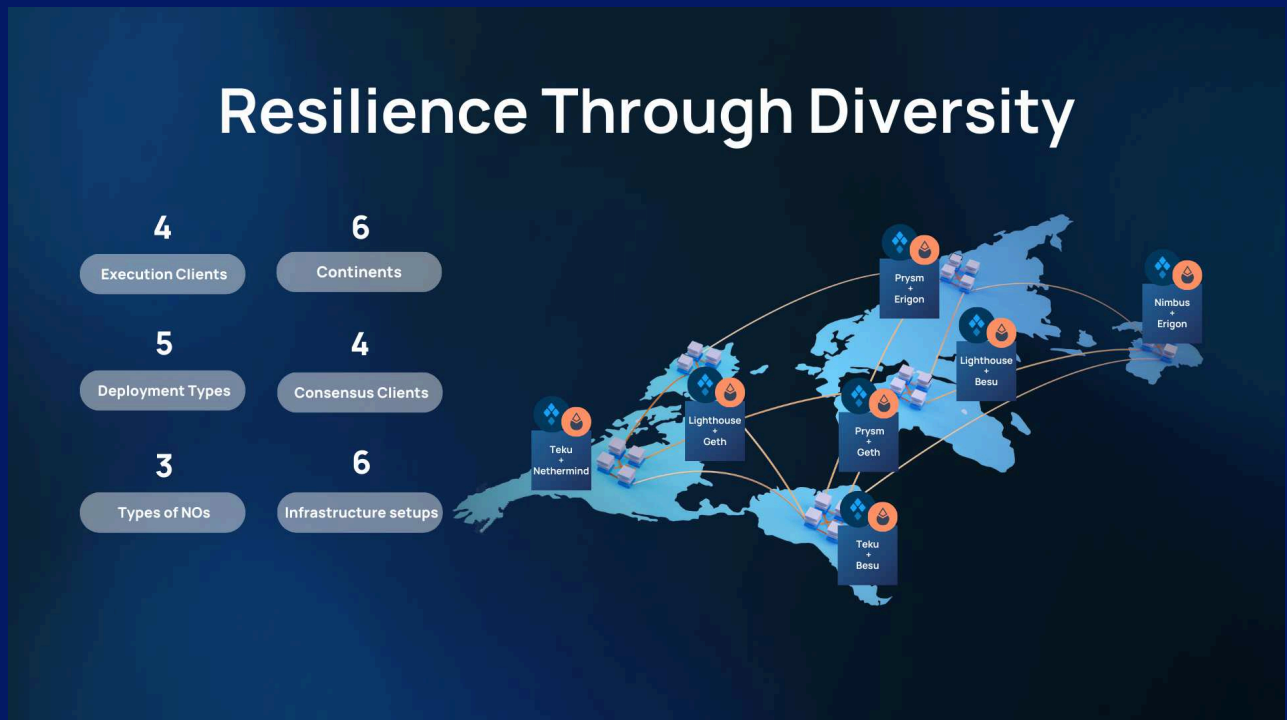 Resilience Through Diversity
4
Execution Clients
6
Continents
5
Deployment Types
4
Consensus Clients
3
Types of NOs
6
Infrastructure setups
Prysm
+
Erigon
Nimbus
+
Erigon
Lighthouse
+
Besu
Lighthouse
+
Geth
Prysm
+
Geth
Teku
+
Nethermind
Teku
+
Besu